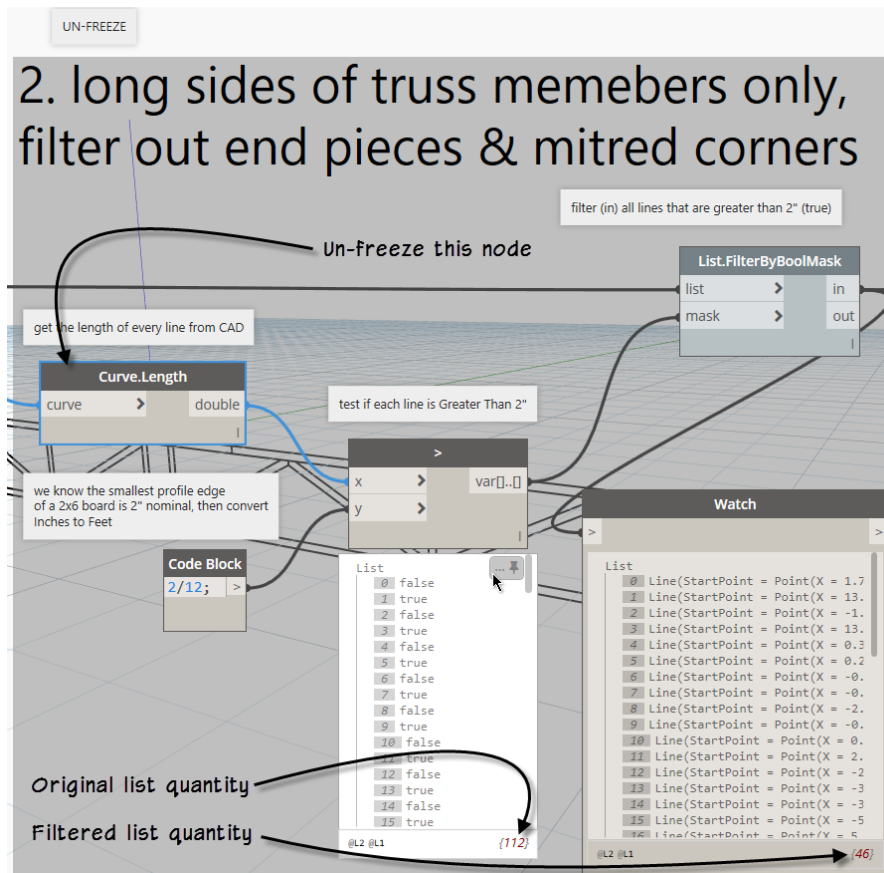 UN-FREEZE
2. long sides of truss memebers only,
filter out end pieces & mitred corners
filter (in) all lines that are greater than 2" (true)
Un-freeze this node
List.FilterByBoolMask
list > in
mask > out
get the length of every line from CAD
Curve.Length
curve > double
test if each line is Greater Than 2"
>
x > var[]..[]
y >
we know the smallest profile edge
of a 2x6 board is 2" nominal, then convert
Inches to Feet
Code Block
2/12; >
Watch
> >
List
0 false
1 true
2 false
3 true
4 false
5 true
6 false
7 true
8 false
9 true
10 false
11 true
12 false
13 true
14 false
15 true
@L2 @L1 {112}
List
0 Line(StartPoint = Point(X = 1.7
1 Line(StartPoint = Point(X = 13.
2 Line(StartPoint = Point(X = -1.
3 Line(StartPoint = Point(X = 13.
4 Line(StartPoint = Point(X = 0.3
5 Line(StartPoint = Point(X = 0.2
6 Line(StartPoint = Point(X = -0.
7 Line(StartPoint = Point(X = -0.
8 Line(StartPoint = Point(X = -2.
9 Line(StartPoint = Point(X = -0.
10 Line(StartPoint = Point(X = 0.
11 Line(StartPoint = Point(X = 2.
12 Line(StartPoint = Point(X = -2
13 Line(StartPoint = Point(X = -3
14 Line(StartPoint = Point(X = -3
15 Line(StartPoint = Point(X = -5
16 Line(StartPoint = Point(X = 5
@L2 @L1 {46}
Original list quantity
Filtered list quantity